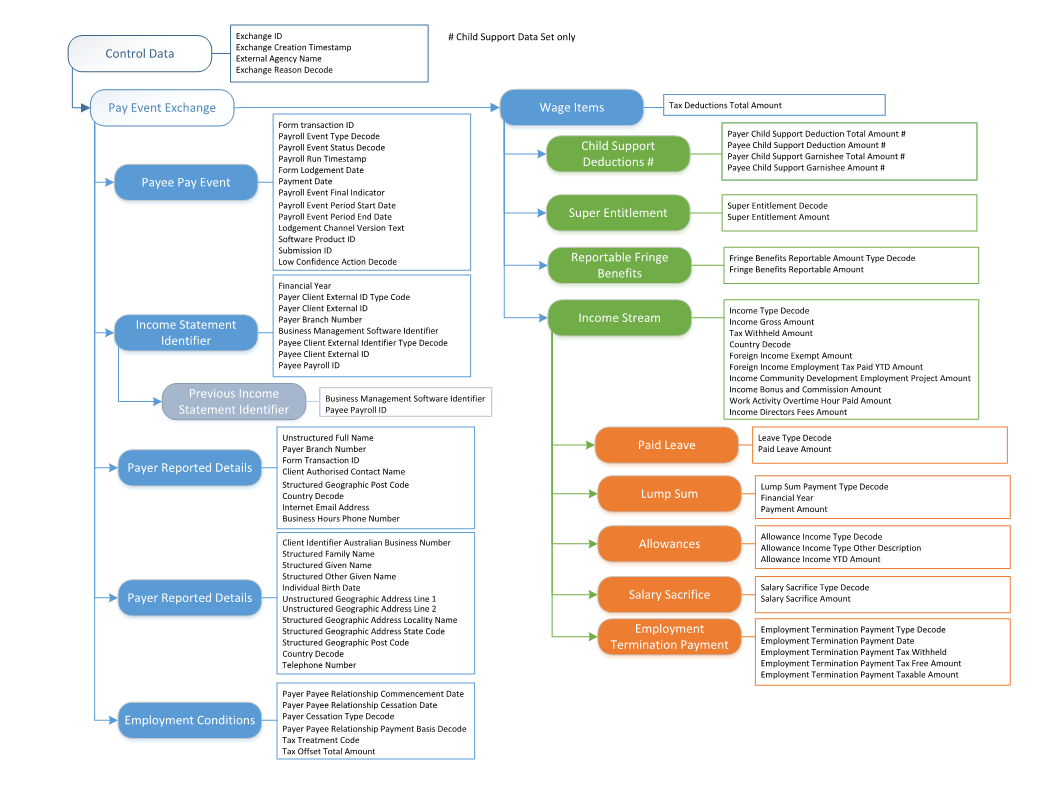 Control Data
Exchange ID
Exchange Creation Timestamp
External Agency Name
Exchange Reason Decode
# Child Support Data Set only
Pay Event Exchange
Payee Pay Event
Form transaction ID
Payroll Event Type Decode
Payroll Event Status Decode
Payroll Run Timestamp
Form Lodgement Date
Payment Date
Payroll Event Final Indicator
Payroll Event Period Start Date
Payroll Event Period End Date
Lodgement Channel Version Text
Software Product ID
Submission ID
Low Confidence Action Decode
Income Statement
Identifier
Financial Year
Payer Client External ID Type Code
Payer Client External ID
Payer Branch Number
Business Management Software Identifier
Payee Client External Identifier Type Decode
Payee Client External ID
Payee Payroll ID
Previous Income
Statement Identifier
Business Management Software Identifier
Payee Payroll ID
Payer Reported Details
Unstructured Full Name
Payer Branch Number
Form Transaction ID
Client Authorised Contact Name
Structured Geographic Post Code
Country Decode
Internet Email Address
Business Hours Phone Number
Payer Reported Details
Client Identifier Australian Business Number
Structured Family Name
Structured Given Name
Structured Other Given Name
Individual Birth Date
Unstructured Geographic Address Line 1
Unstructured Geographic Address Line 2
Structured Geographic Address Locality Name
Structured Geographic Address State Code
Structured Geographic Post Code
Country Decode
Telephone Number
Employment Conditions
Payer Payee Relationship Commencement Date
Payer Payee Relationship Cessation Date
Payer Cessation Type Decode
Payer Payee Relationship Payment Basis Decode
Tax Treatment Code
Tax Offset Total Amount
Wage Items
Tax Deductions Total Amount
Child Support
Deductions #
Payer Child Support Deduction Total Amount #
Payee Child Support Deduction Amount #
Payer Child Support Garnishee Total Amount #
Payee Child Support Garnishee Amount #
Super Entitlement
Super Entitlement Decode
Super Entitlement Amount
Reportable Fringe
Benefits
Fringe Benefits Reportable Amount Type Decode
Fringe Benefits Reportable Amount
Income Stream
Income Type Decode
Income Gross Amount
Tax Withheld Amount
Country Decode
Foreign Income Exempt Amount
Foreign Income Employment Tax Paid YTD Amount
Income Community Development Employment Project Amount
Income Bonus and Commission Amount
Work Activity Overtime Hour Paid Amount
Income Directors Fees Amount
Paid Leave
Leave Type Decode
Paid Leave Amount
Lump Sum
Lump Sum Payment Type Decode
Financial Year
Payment Amount
Allowances
Allowance Income Type Decode
Allowance Income Type Other Description
Allowance Income YTD Amount
Salary Sacrifice
Salary Sacrifice Type Decode
Salary Sacrifice Amount
Employment
Termination Payment
Employment Termination Payment Type Decode
Employment Termination Payment Date
Employment Termination Payment Tax Withheld
Employment Termination Payment Tax Free Amount
Employment Termination Payment Taxable Amount